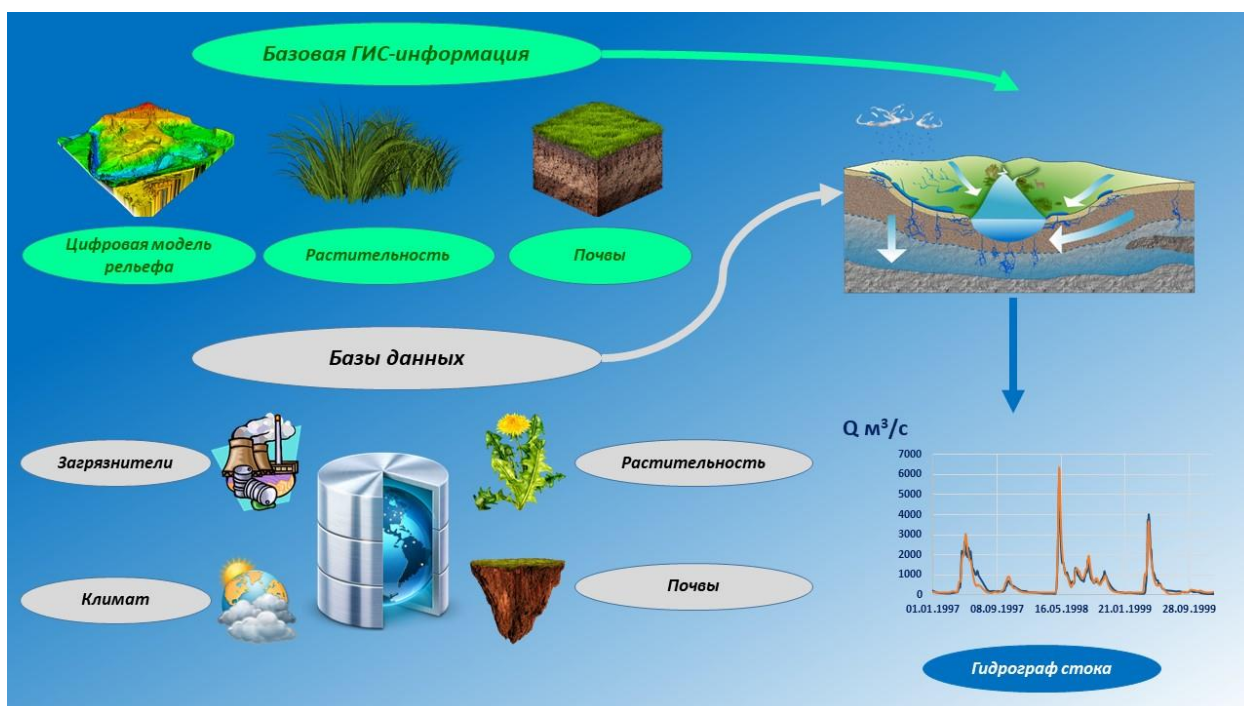 Базовая ГИС-информация
Цифровая модель
рельефа
Растительность
Почвы
Базы данных
Загрязнители
Растительность
Климат
Почвы
Q м³/с
7000
6000
5000
4000
3000
2000
1000
0
01.01.1997 08.09.1997 16.05.1998 21.01.1999 28.09.1999
Гидрограф стока